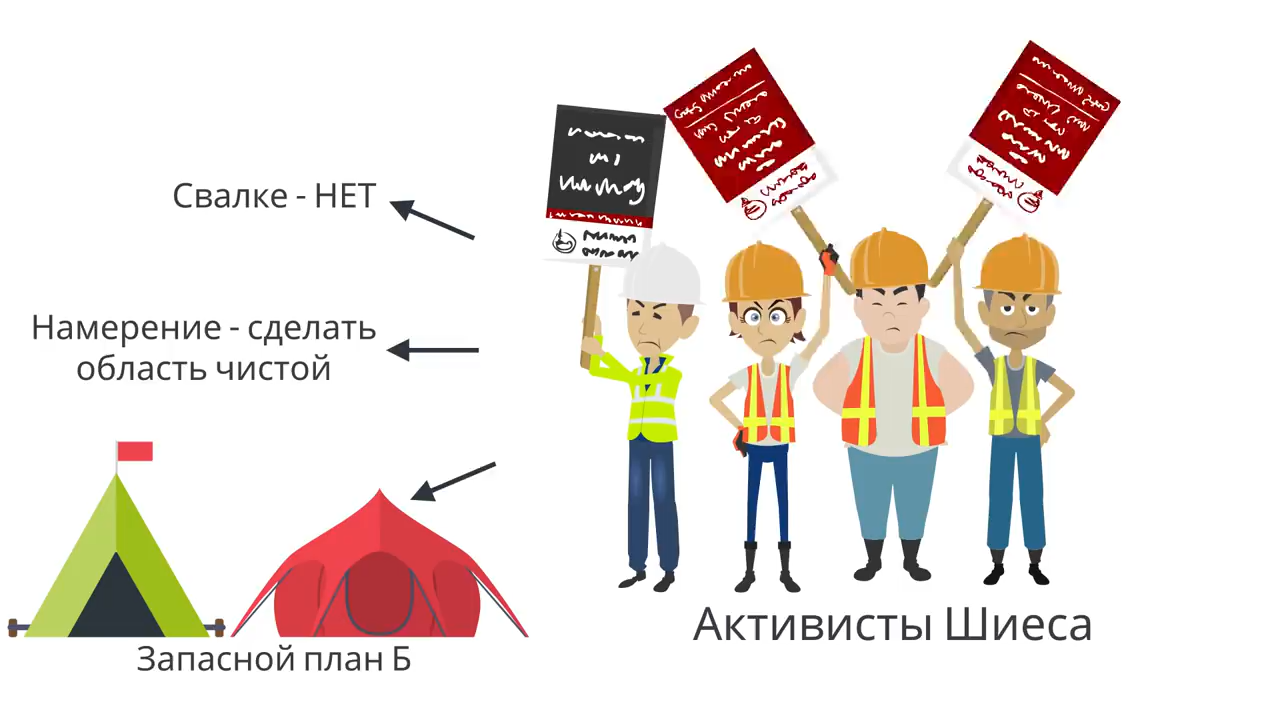 Свалке - НЕТ
Намерение - сделать
область чистой
Запасной план Б
Активисты Шиеса